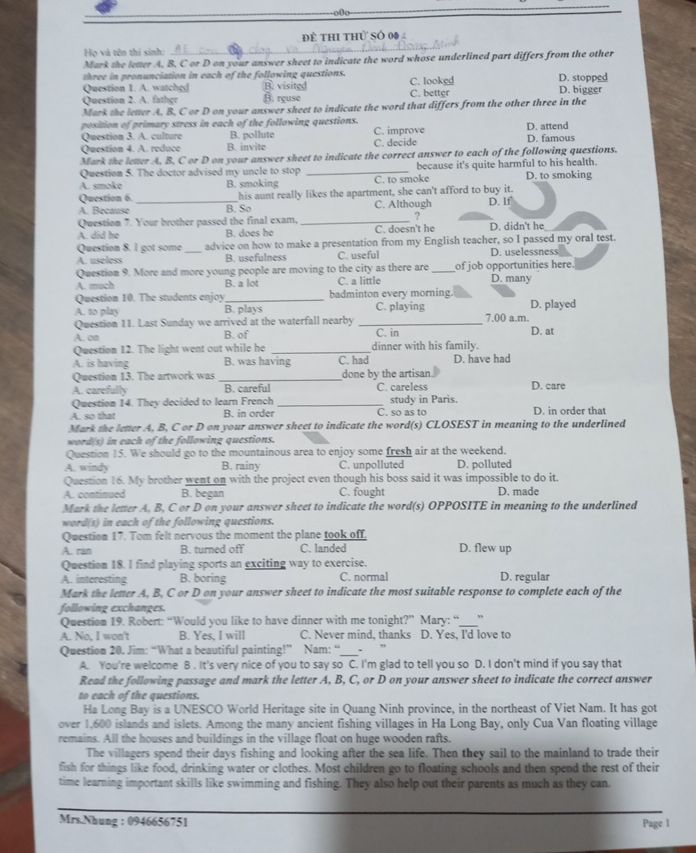 -----oOo-----
ĐỀ THI THỬ SỐ 0
Họ và tên thí sinh:
Mark the letter A, B, C or D on your answer sheet to indicate the word whose underlined part differs from the other
three in pronunciation in each of the following questions.
Question 1. A. watched B. visited C. looked D. stopped
Question 2. A. father B. reuse C. better D. bigger
Mark the letter A, B, C or D on your answer sheet to indicate the word that differs from the other three in the
position of primary stress in each of the following questions.
Question 3. A. culture B. pollute C. improve D. attend
Question 4. A. reduce B. invite C. decide D. famous
Mark the letter A, B, C or D on your answer sheet to indicate the correct answer to each of the following questions.
Question 5. The doctor advised my uncle to stop ____________ because it's quite harmful to his health.
A. smoke B. smoking C. to smoke D. to smoking
Question 6. ____________ his aunt really likes the apartment, she can't afford to buy it.
A. Because B. So C. Although D. If
Question 7. Your brother passed the final exam, ____________?
A. did he B. does he C. doesn't he D. didn't he
Question 8. I got some ___ advice on how to make a presentation from my English teacher, so I passed my oral test.
A. useless B. usefulness C. useful D. uselessness
Question 9. More and more young people are moving to the city as there are ____ of job opportunities here.
A. much B. a lot C. a little D. many
Question 10. The students enjoy____________ badminton every morning.
A. to play B. plays C. playing D. played
Question 11. Last Sunday we arrived at the waterfall nearby ____________ 7.00 a.m.
A. on B. of C. in D. at
Question 12. The light went out while he ____________ dinner with his family.
A. is having B. was having C. had D. have had
Question 13. The artwork was ____________ done by the artisan.
A. carefully B. careful C. careless D. care
Question 14. They decided to learn French ____________ study in Paris.
A. so that B. in order C. so as to D. in order that
Mark the letter A, B, C or D on your answer sheet to indicate the word(s) CLOSEST in meaning to the underlined
word(s) in each of the following questions.
Question 15. We should go to the mountainous area to enjoy some fresh air at the weekend.
A. windy B. rainy C. unpolluted D. polluted
Question 16. My brother went on with the project even though his boss said it was impossible to do it.
A. continued B. began C. fought D. made
Mark the letter A, B, C or D on your answer sheet to indicate the word(s) OPPOSITE in meaning to the underlined
word(s) in each of the following questions.
Question 17. Tom felt nervous the moment the plane took off.
A. ran B. turned off C. landed D. flew up
Question 18. I find playing sports an exciting way to exercise.
A. interesting B. boring C. normal D. regular
Mark the letter A, B, C or D on your answer sheet to indicate the most suitable response to complete each of the
following exchanges.
Question 19. Robert: “Would you like to have dinner with me tonight?” Mary: “___”
A. No, I won't B. Yes, I will C. Never mind, thanks D. Yes, I'd love to
Question 20. Jim: “What a beautiful painting!” Nam: “___. ”
A. You're welcome B . It's very nice of you to say so C. I'm glad to tell you so D. I don't mind if you say that
Read the following passage and mark the letter A, B, C, or D on your answer sheet to indicate the correct answer
to each of the questions.
Ha Long Bay is a UNESCO World Heritage site in Quang Ninh province, in the northeast of Viet Nam. It has got
over 1,600 islands and islets. Among the many ancient fishing villages in Ha Long Bay, only Cua Van floating village
remains. All the houses and buildings in the village float on huge wooden rafts.
The villagers spend their days fishing and looking after the sea life. Then they sail to the mainland to trade their
fish for things like food, drinking water or clothes. Most children go to floating schools and then spend the rest of their
time learning important skills like swimming and fishing. They also help out their parents as much as they can.
Mrs.Nhung : 0946656751 Page 1